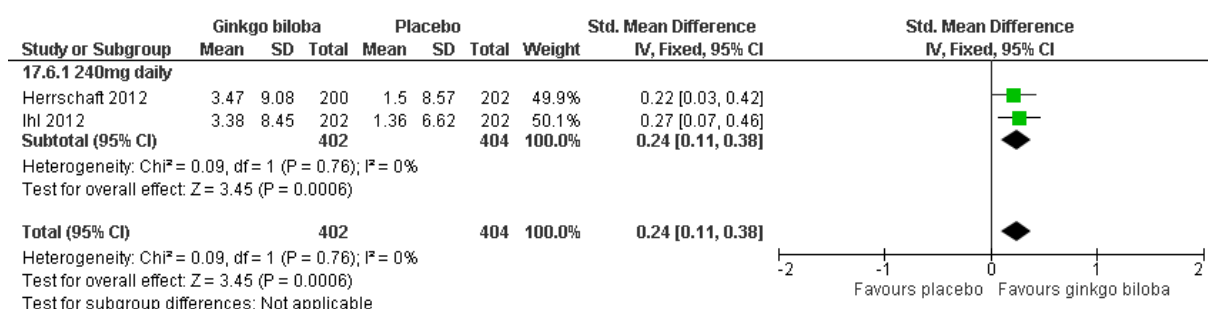 Ginkgo biloba Placebo Std. Mean Difference Std. Mean Difference
Study or Subgroup Mean SD Total Mean SD Total Weight IV, Fixed, 95% CI IV, Fixed, 95% CI
17.6.1 240mg daily
Herrschaft 2012 3.47 9.08 200 1.5 8.57 202 49.9% 0.22 [0.03, 0.42]
Ihl 2012 3.38 8.45 202 1.36 6.62 202 50.1% 0.27 [0.07, 0.46]
Subtotal (95% CI) 402 404 100.0% 0.24 [0.11, 0.38]
Heterogeneity: Chi² = 0.09, df = 1 (P = 0.76); I² = 0%
Test for overall effect: Z = 3.45 (P = 0.0006)
Total (95% CI) 402 404 100.0% 0.24 [0.11, 0.38]
Heterogeneity: Chi² = 0.09, df = 1 (P = 0.76); I² = 0%
Test for overall effect: Z = 3.45 (P = 0.0006)
Test for subgroup differences: Not applicable
-2 -1 0 1 2
Favours placebo Favours ginkgo biloba